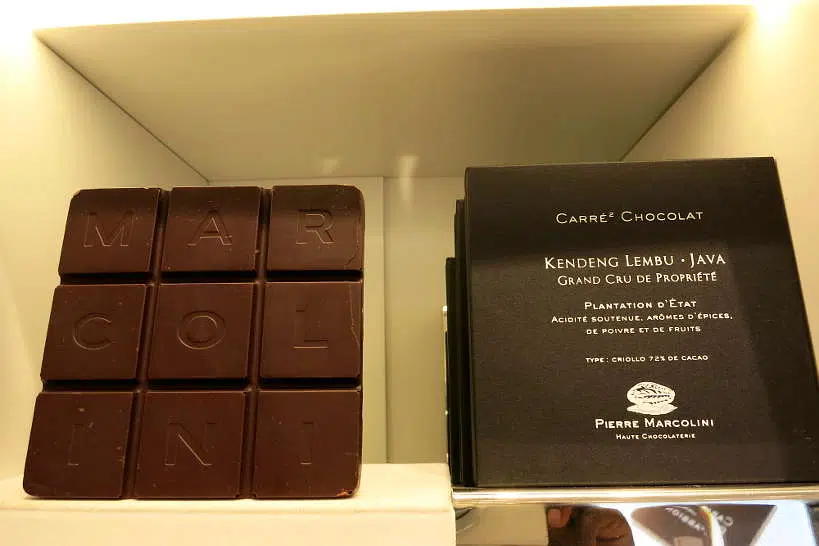 M A R
C O L
I N I
CARRÉ² CHOCOLAT
KENDENG LEMBU · JAVA
GRAND CRU DE PROPRIÉTÉ
PLANTATION D'ÉTAT
ACIDITÉ SOUTENUE, ARÔMES D'ÉPICES,
DE POIVRE ET DE FRUITS
TYPE : CRIOLLO 72% DE CACAO
PIERRE MARCOLINI
HAUTE CHOCOLATERIE